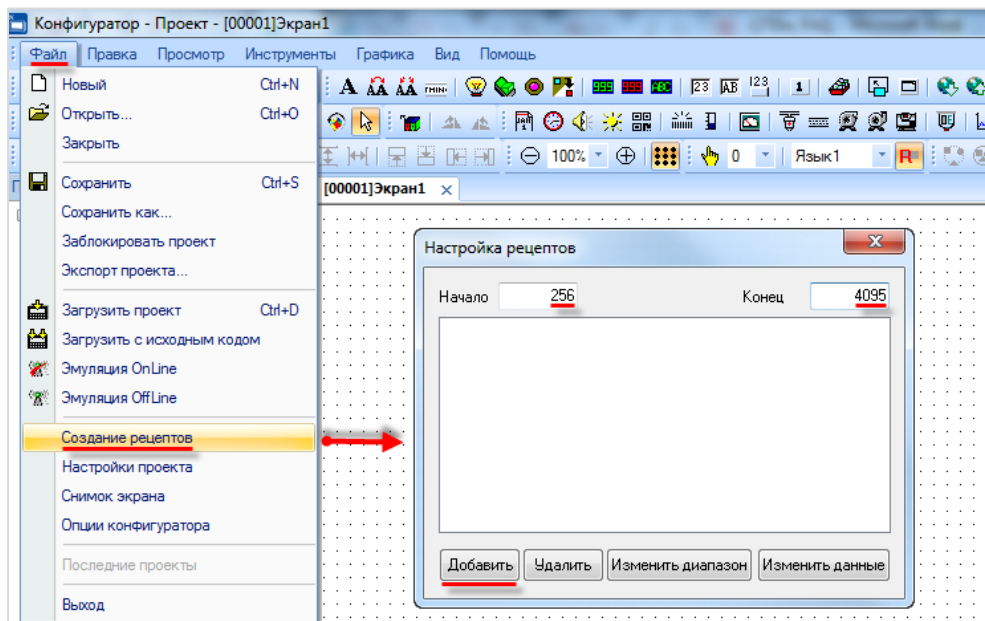 Конфигуратор - Проект - [00001]Экран1
Файл Правка Просмотр Инструменты Графика Вид Помощь
Новый Ctrl+N
Открыть... Ctrl+O
Закрыть
Сохранить Ctrl+S
Сохранить как...
Заблокировать проект
Экспорт проекта...
Загрузить проект Ctrl+D
Загрузить с исходным кодом
Эмуляция OnLine
Эмуляция OffLine
Создание рецептов
Настройки проекта
Снимок экрана
Опции конфигуратора
Последние проекты
Выход
100% 0 Язык1 R
[00001]Экран1 x
Настройка рецептов
Начало 256 Конец 4095
Добавить Удалить Изменить диапазон Изменить данные